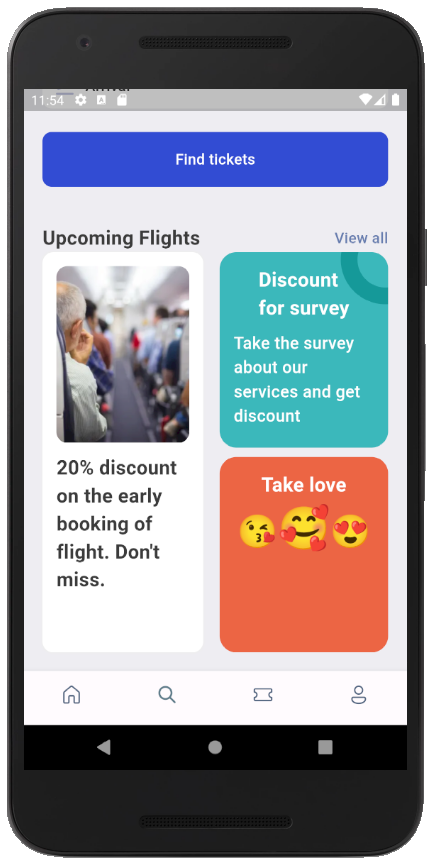 Arrival
11:54
Find tickets
Upcoming Flights
View all
20% discount
on the early
booking of
flight. Don't
miss.
Discount
for survey
Take the survey
about our
services and get
discount
Take love